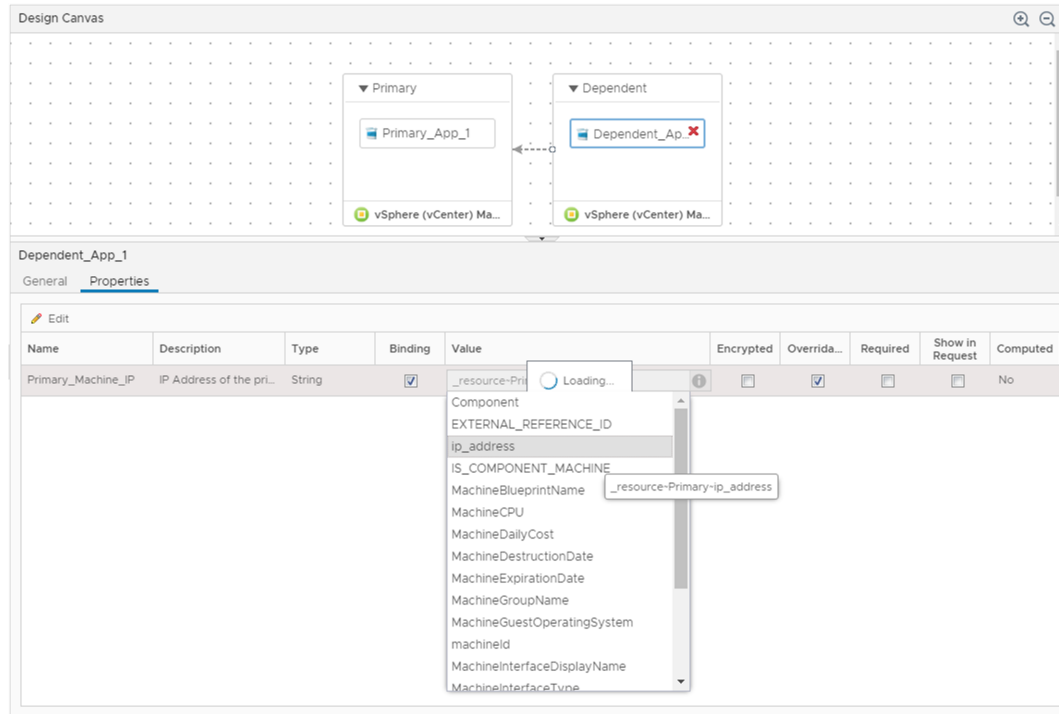 Design Canvas
Primary
Dependent
Primary_App_1
Dependent_Ap...
vSphere (vCenter) Ma...
vSphere (vCenter) Ma...
Dependent_App_1
General Properties
Edit
Name Description Type Binding Value Encrypted Overrida... Required Show in Request Computed
Primary_Machine_IP IP Address of the pri... String _resource-Pri Loading... No
Component
EXTERNAL_REFERENCE_ID
ip_address
IS_COMPONENT_MACHINE
_resource~Primary~ip_address
MachineBlueprintName
MachineCPU
MachineDailyCost
MachineDestructionDate
MachineExpirationDate
MachineGroupName
MachineGuestOperatingSystem
machineId
MachineInterfaceDisplayName
MachineInterfaceType